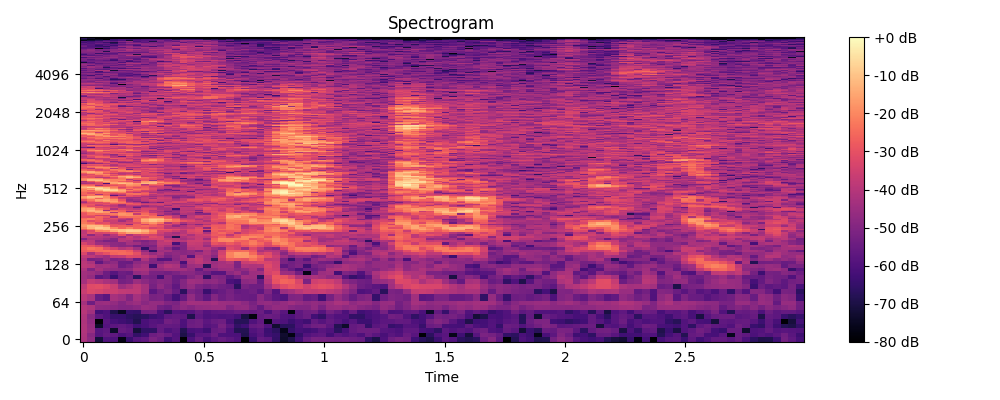 Spectrogram
Hz
4096
2048
1024
512
256
128
64
0
0 0.5 1 1.5 2 2.5
Time
+0 dB
-10 dB
-20 dB
-30 dB
-40 dB
-50 dB
-60 dB
-70 dB
-80 dB